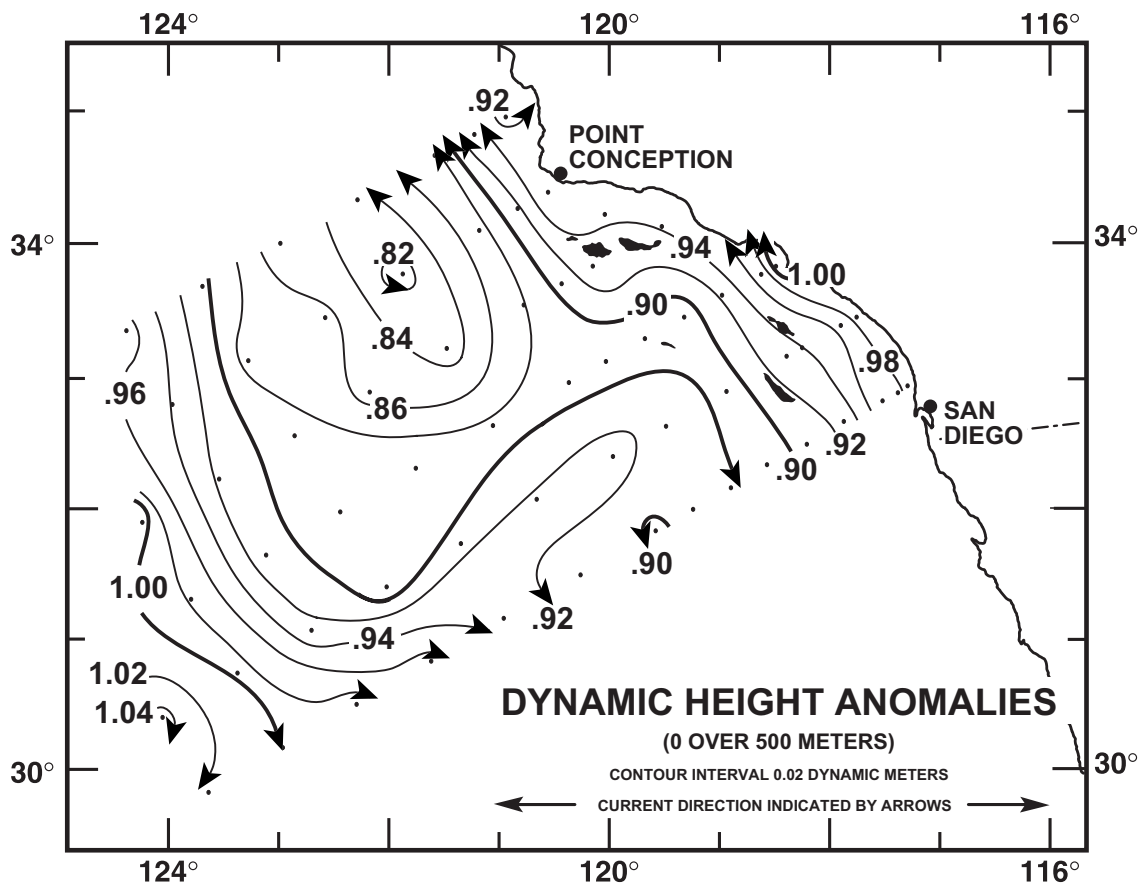 124° 120° 116°
.92
POINT
CONCEPTION
34° 34°
.82
.94
1.00
.90
.84
.98
.96
.86
SAN
DIEGO
.92
.90
.90
1.00
.92
.94
1.02
1.04
DYNAMIC HEIGHT ANOMALIES
(0 OVER 500 METERS)
CONTOUR INTERVAL 0.02 DYNAMIC METERS
CURRENT DIRECTION INDICATED BY ARROWS
30° 30°
124° 120° 116°